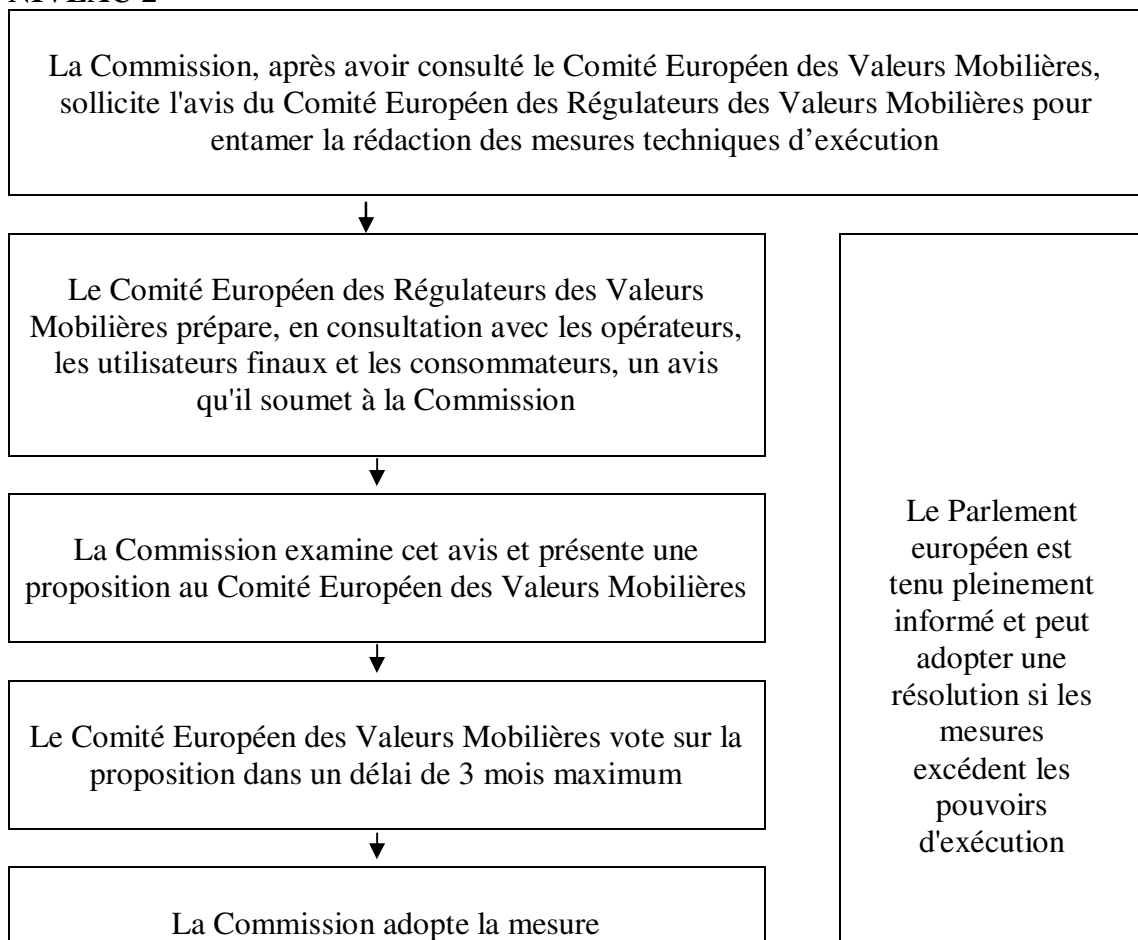 NIVEAU 2
La Commission, après avoir consulté le Comité Européen des Valeurs Mobilières,
sollicite l'avis du Comité Européen des Régulateurs des Valeurs Mobilières pour
entamer la rédaction des mesures techniques d’exécution
Le Comité Européen des Régulateurs des Valeurs
Mobilières prépare, en consultation avec les opérateurs,
les utilisateurs finaux et les consommateurs, un avis
qu'il soumet à la Commission
La Commission examine cet avis et présente une
proposition au Comité Européen des Valeurs Mobilières
Le Comité Européen des Valeurs Mobilières vote sur la
proposition dans un délai de 3 mois maximum
La Commission adopte la mesure
Le Parlement
européen est
tenu pleinement
informé et peut
adopter une
résolution si les
mesures
excédent les
pouvoirs
d'exécution